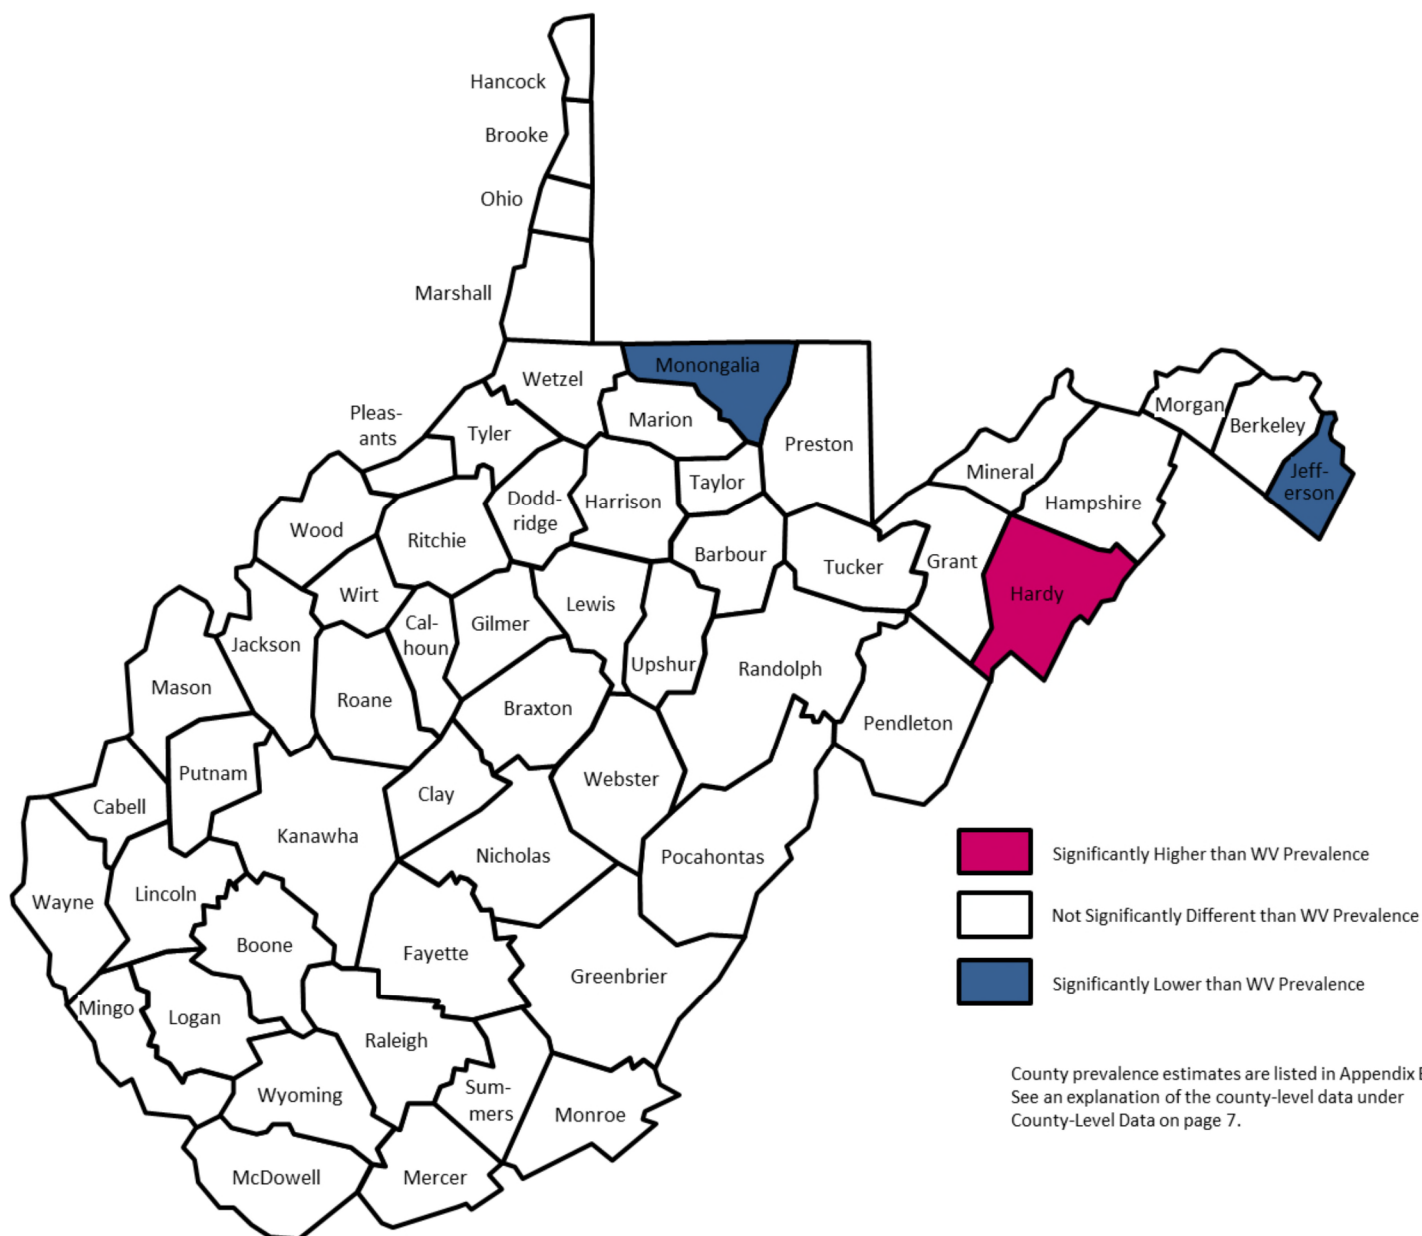 Hancock
Brooke
Ohio
Marshall
Monongalia
Wetzel
Pleas-
ants
Tyler
Marion
Preston
Morgan
Berkeley
Jeff-
erson
Mineral
Hampshire
Taylor
Dodd-
ridge
Harrison
Wood
Ritchie
Barbour
Tucker
Grant
Hardy
Wirt
Cal-
houn
Gilmer
Lewis
Jackson
Upshur
Randolph
Mason
Roane
Braxton
Pendleton
Putnam
Cabell
Clay
Webster
Kanawha
Nicholas
Pocahontas
Wayne
Lincoln
Boone
Fayette
Greenbrier
Mingo
Logan
Raleigh
Wyoming
Sum-
mers
Monroe
McDowell
Mercer
Significantly Higher than WV Prevalence
Not Significantly Different than WV Prevalence
Significantly Lower than WV Prevalence
County prevalence estimates are listed in Appendix
See an explanation of the county-level data under
County-Level Data on page 7.